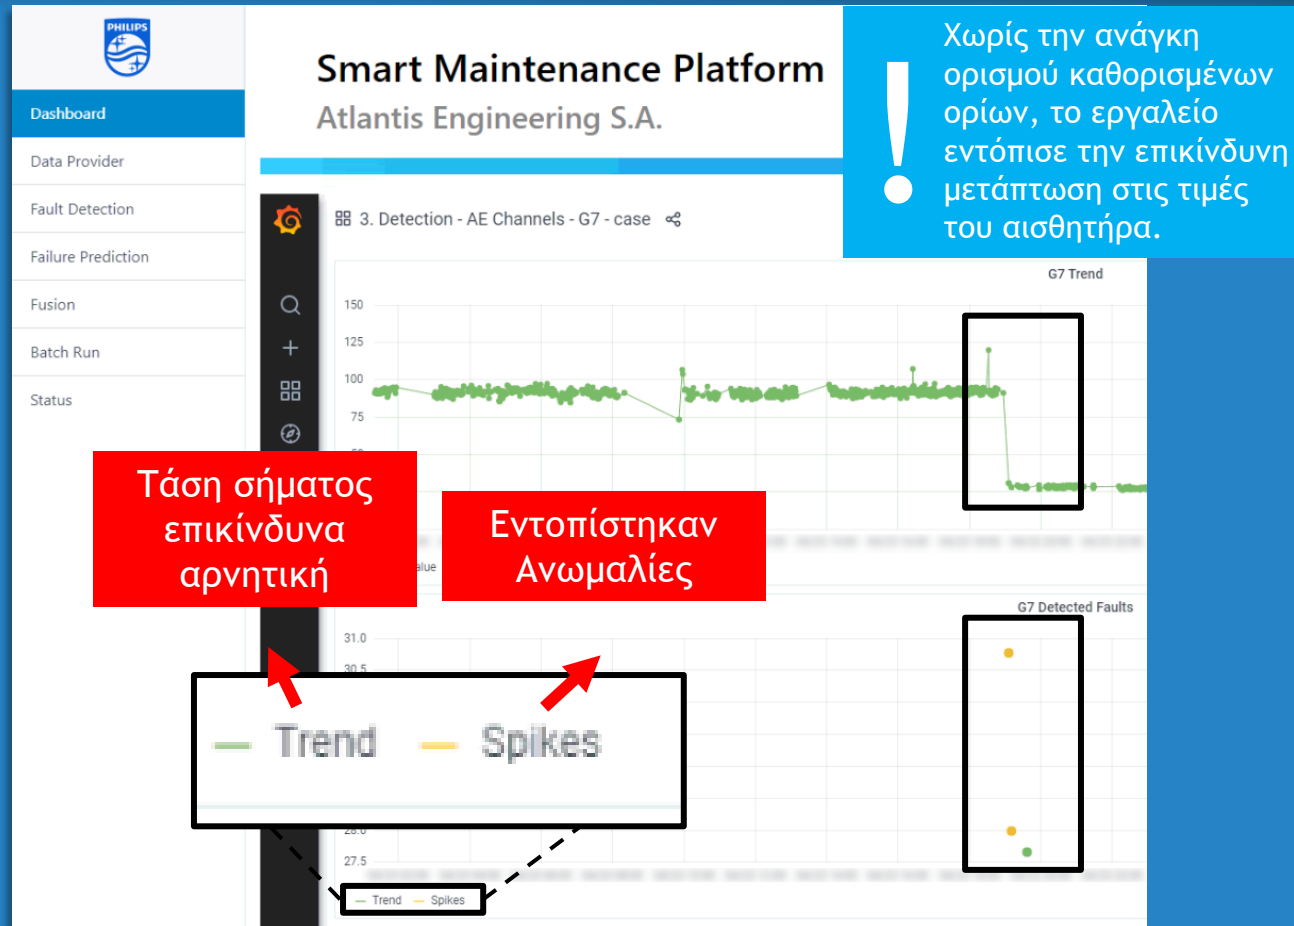 PHILIPS
Smart Maintenance Platform
Atlantis Engineering S.A.
!
Χωρίς την ανάγκη
ορισμού καθορισμένων
ορίων, το εργαλείο
εντόπισε την επικίνδυνη
μετάπτωση στις τιμές
του αισθητήρα.
Dashboard
Data Provider
Fault Detection
Failure Prediction
Fusion
Batch Run
Status
3. Detection - AE Channels - G7 - case
G7 Trend
150
125
100
75
Τάση σήματος
επικίνδυνα
αρνητική
Εντοπίστηκαν
Ανωμαλίες
G7 Detected Faults
31.0
30.5
Trend Spikes
28.0
27.5
Trend Spikes